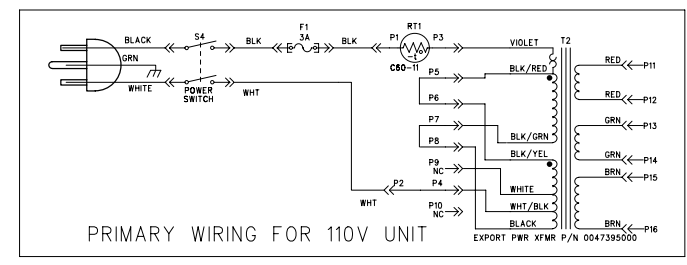 BLACK
S4
BLK
F1
3A
BLK
P1
RT1
P3
VIOLET
T2
-t
C60-11
GRN
WHITE
POWER
SWITCH
WHT
P5
BLK/RED
RED
P11
P6
RED
P12
P7
GRN
P13
P8
BLK/GRN
BLK/YEL
GRN
P14
P9
NC
BRN
P15
P2
P4
WHITE
WHT
P10
NC
WHT/BLK
BLACK
BRN
P16
PRIMARY WIRING FOR 110V UNIT
EXPORT PWR XFMR P/N 0047395000